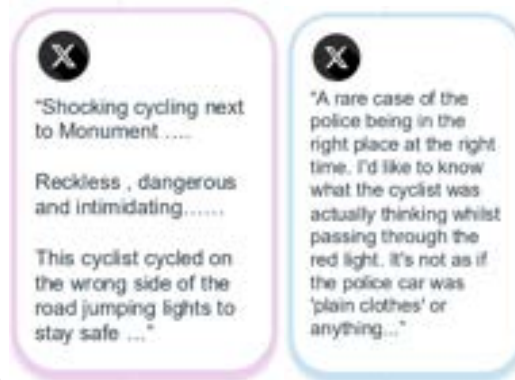 X
"Shocking cycling next
to Monument ....
Reckless , dangerous
and intimidating......
This cyclist cycled on
the wrong side of the
road jumping lights to
stay safe ..."
X
"A rare case of the
police being in the
right place at the right
time. I'd like to know
what the cyclist was
actually thinking whilst
passing through the
red light. It's not as if
the police car was
'plain clothes' or
anything..."